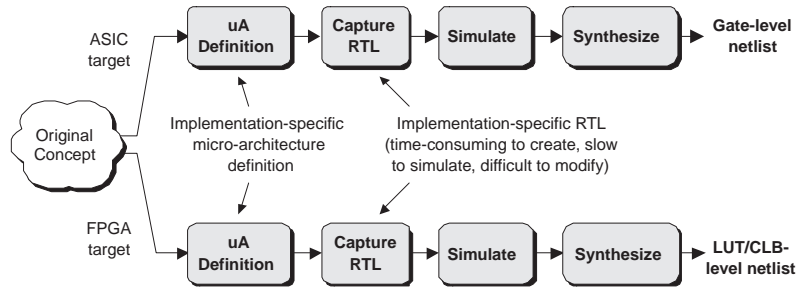 ASIC
target
uA
Definition
Capture
RTL
Simulate
Synthesize
Gate-level
netlist
Original
Concept
Implementation-specific
micro-architecture
definition
Implementation-specific RTL
(time-consuming to create, slow
to simulate, difficult to modify)
FPGA
target
uA
Definition
Capture
RTL
Simulate
Synthesize
LUT/CLB-
level netlist